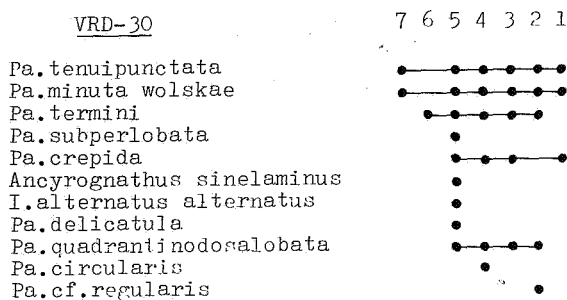 VRD-30 7 6 5 4 3 2 1
Pa.tenuipunctata
Pa.minuta wolskae
Pa.termini
Pa.subperlobata
Pa.crepida
Ancyrognathus sinelaminus
I.alternatus alternatus
Pa.delicatula
Pa.quadrantinodosalobata
Pa.circularis
Pa.cf.regularis